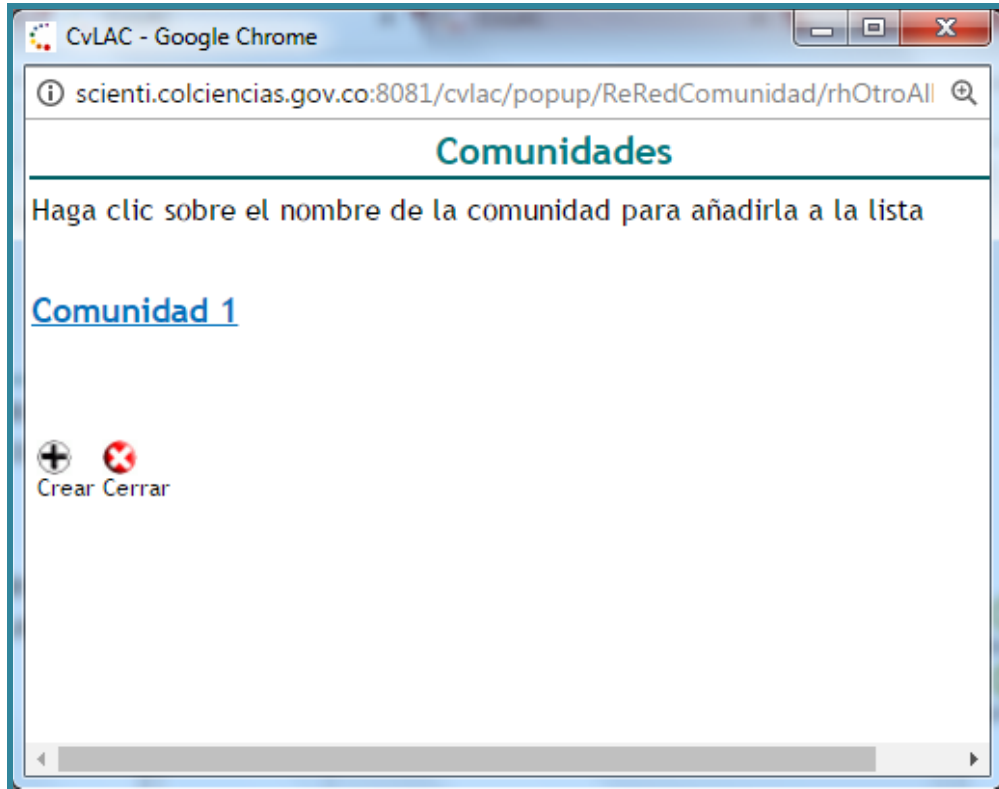 CvLAC - Google Chrome
scienti.colciencias.gov.co:8081/cvlac/popup/ReRedComunidad/rhOtroAll
Comunidades
Haga clic sobre el nombre de la comunidad para añadirla a la lista
Comunidad 1
Crear Cerrar